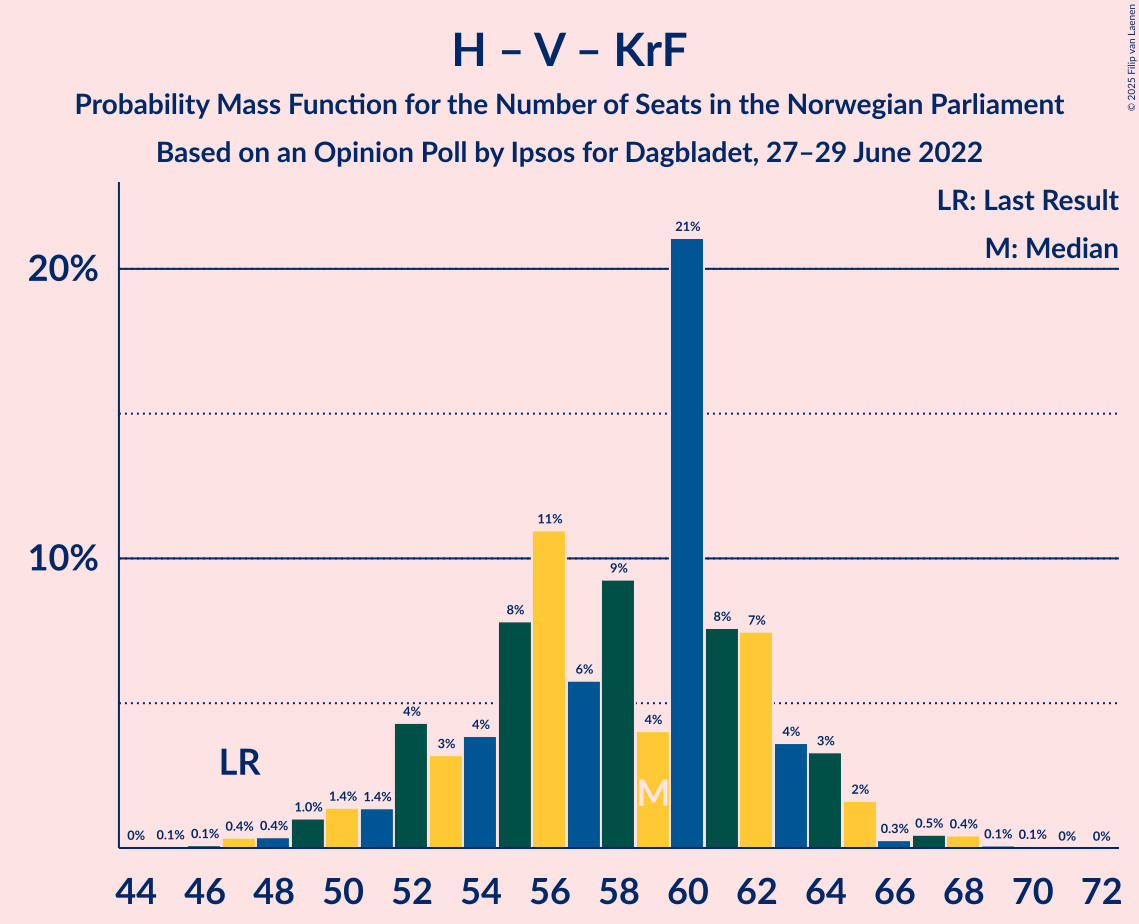 H – V – KrF
Probability Mass Function for the Number of Seats in the Norwegian Parliament
Based on an Opinion Poll by Ipsos for Dagbladet, 27–29 June 2022
© 2025 Filip van Laenen
LR: Last Result
M: Median
20%
10%
LR
M
0% 0.1% 0.1% 0.4% 0.4% 1.0% 1.4% 1.4% 4% 3% 4% 8% 11% 6% 9% 4% 21% 8% 7% 4% 3% 2% 0.3% 0.5% 0.4% 0.1% 0.1% 0% 0%
44 46 48 50 52 54 56 58 60 62 64 66 68 70 72